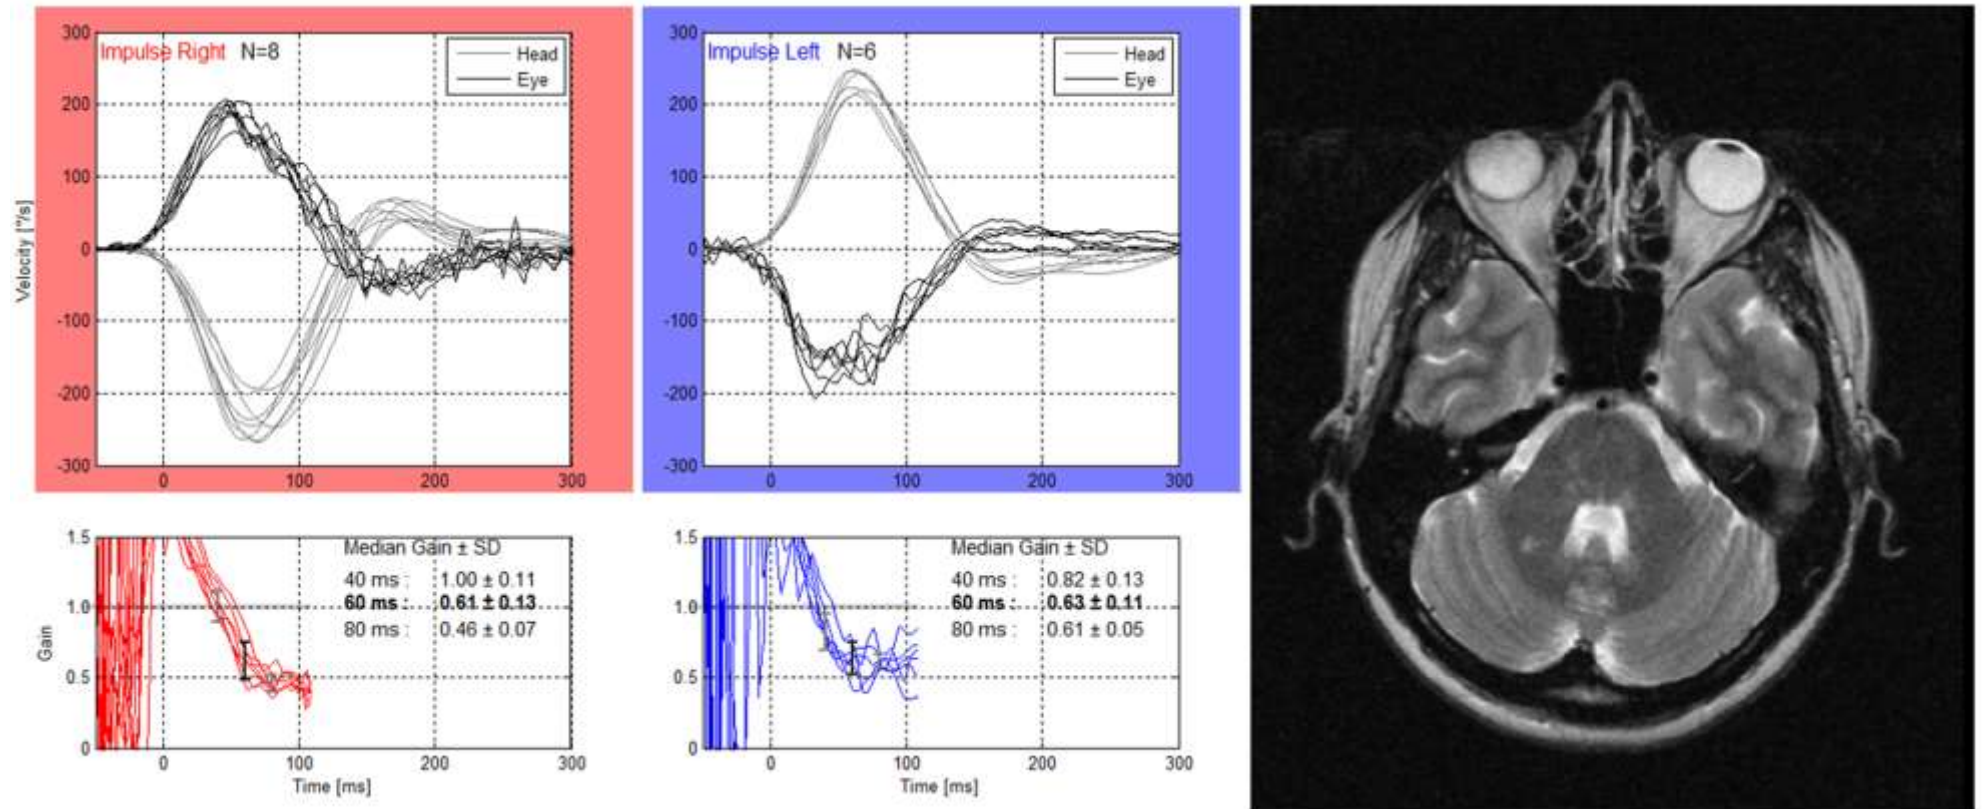 Impulse Right N=8
Head
Eye
300
200
100
0
-100
-200
-300
0 100 200 300
Velocity [°/s]
Impulse Left N=6
Head
Eye
300
200
100
0
-100
-200
-300
0 100 200 300
Median Gain ± SD
40 ms : 1.00 ± 0.11
60 ms : 0.61 ± 0.13
80 ms : 0.46 ± 0.07
1.5
1.0
0.5
0
Gain
0 100 200 300
Time [ms]
Median Gain ± SD
40 ms : 0.82 ± 0.13
60 ms : 0.63 ± 0.11
80 ms : 0.61 ± 0.05
1.5
1.0
0.5
0
0 100 200 300
Time [ms]